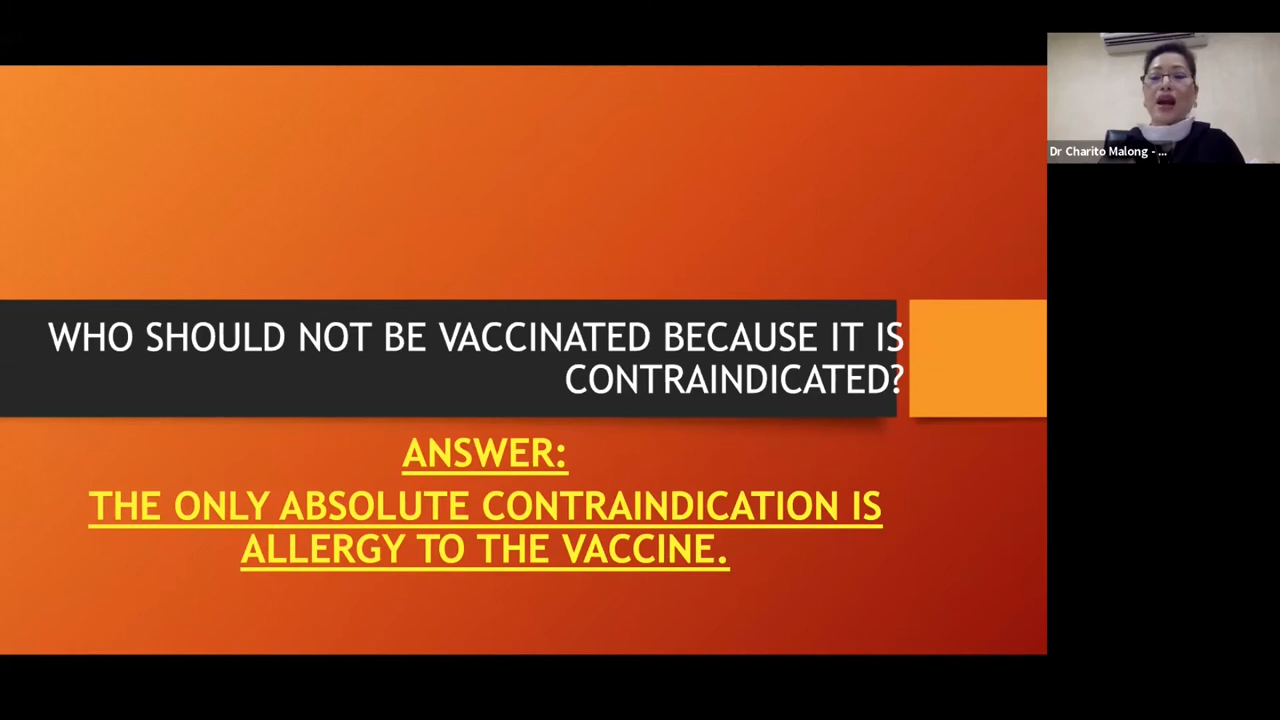 WHO SHOULD NOT BE VACCINATED BECAUSE IT IS
CONTRAINDICATED?
ANSWER:
THE ONLY ABSOLUTE CONTRAINDICATION IS
ALLERGY TO THE VACCINE.
Dr Charito Malong - ...